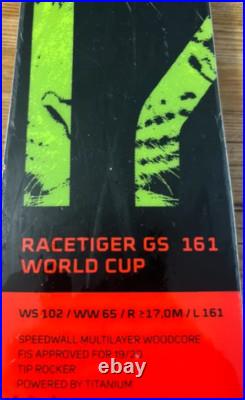 RACETIGER GS 161
WORLD CUP
WS 102 / WW 65 / R ≥17,0M / L 161
SPEEDWALL MULTILAYER WOODCORE
FIS APPROVED FOR 19/20
TIP ROCKER
POWERED BY TITANIUM
ebay